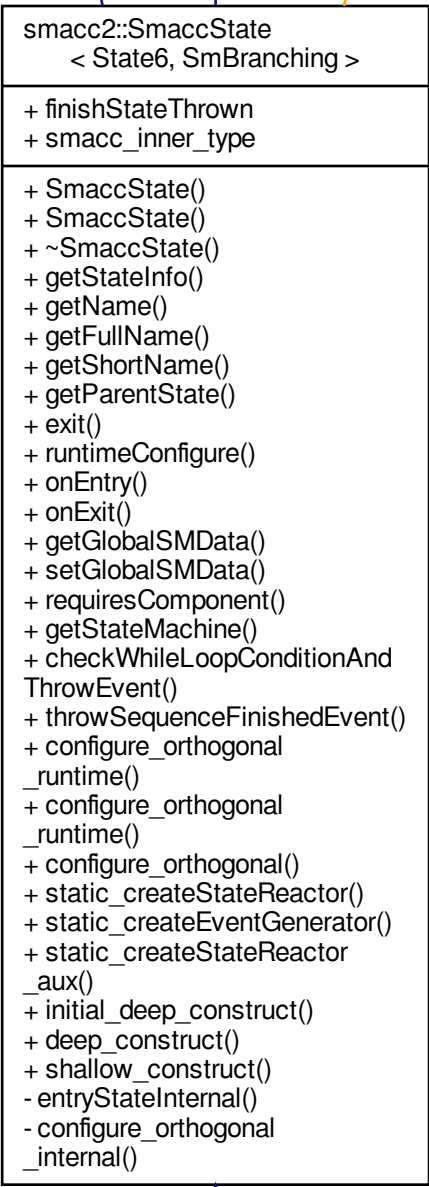 smacc2::SmaccState
< State6, SmBranching >
+ finishStateThrown
+ smacc_inner_type
+ SmaccState()
+ SmaccState()
+ ~SmaccState()
+ getStateInfo()
+ getName()
+ getFullName()
+ getShortName()
+ getParentState()
+ exit()
+ runtimeConfigure()
+ onEntry()
+ onExit()
+ getGlobalSMData()
+ setGlobalSMData()
+ requiresComponent()
+ getStateMachine()
+ checkWhileLoopConditionAnd
ThrowEvent()
+ throwSequenceFinishedEvent()
+ configure_orthogonal
_runtime()
+ configure_orthogonal
_runtime()
+ configure_orthogonal()
+ static_createStateReactor()
+ static_createEventGenerator()
+ static_createStateReactor
_aux()
+ initial_deep_construct()
+ deep_construct()
+ shallow_construct()
- entryStateInternal()
- configure_orthogonal
_internal()